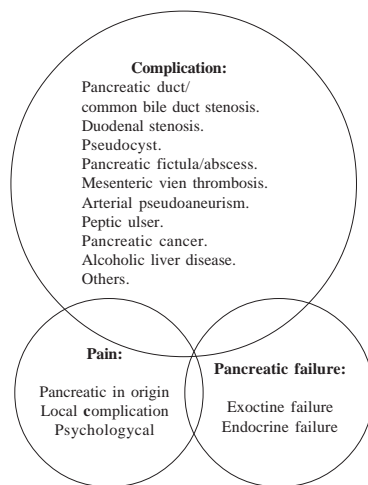 Complication:
Pancreatic duct/
common bile duct stenosis.
Duodenal stenosis.
Pseudocyst.
Pancreatic fictula/abscess.
Mesenteric vien thrombosis.
Arterial pseudoaneurism.
Peptic ulser.
Pancreatic cancer.
Alcoholic liver disease.
Others.
Pain:
Pancreatic in origin
Local complication
Psychologycal
Pancreatic failure:
Exoctine failure
Endocrine failure